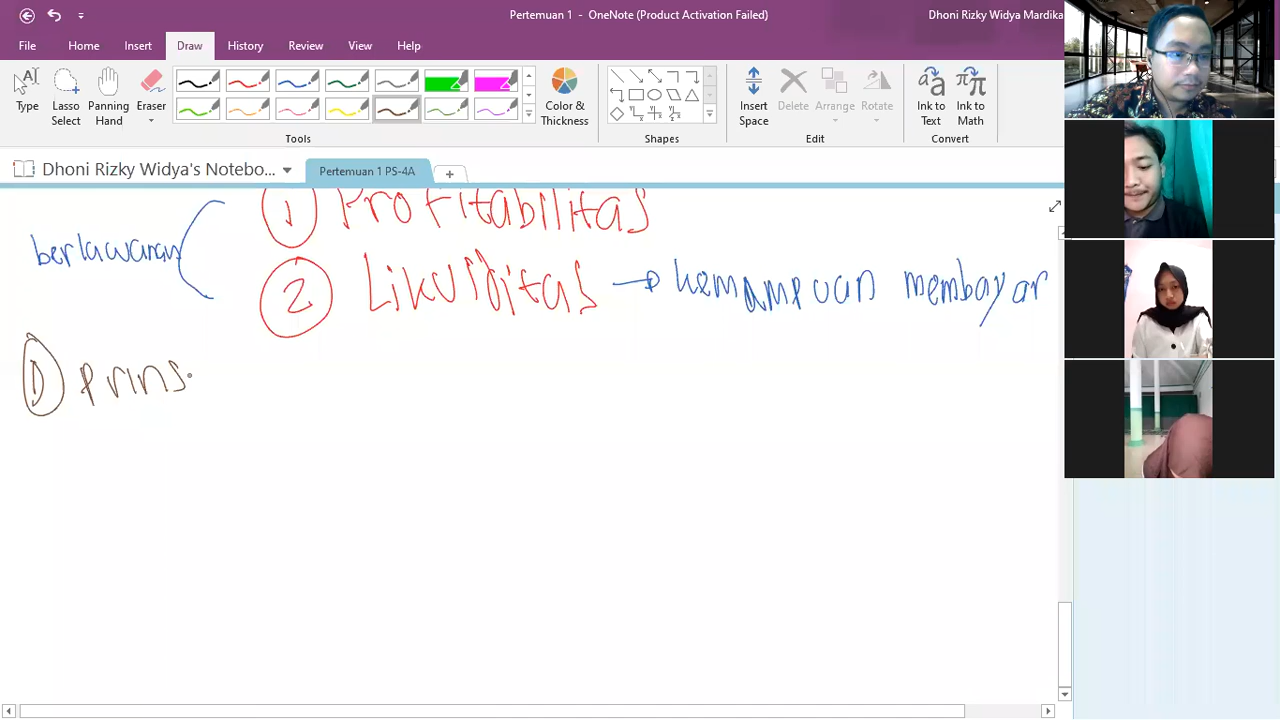 Pertemuan 1 - OneNote (Product Activation Failed)
Dhoni Rizky Widya Mardika
File Home Insert Draw History Review View Help
Type
Lasso Select
Panning Hand
Eraser
Color & Thickness
Insert Space
Delete
Arrange
Rotate
Ink to Text
Ink to Math
Tools
Shapes
Edit
Convert
Dhoni Rizky Widya's Notebo...
Pertemuan 1 PS-4A
1 Profitabilitas
berlawanan
2 Likuiditas → kemampuan membayar
D Prins